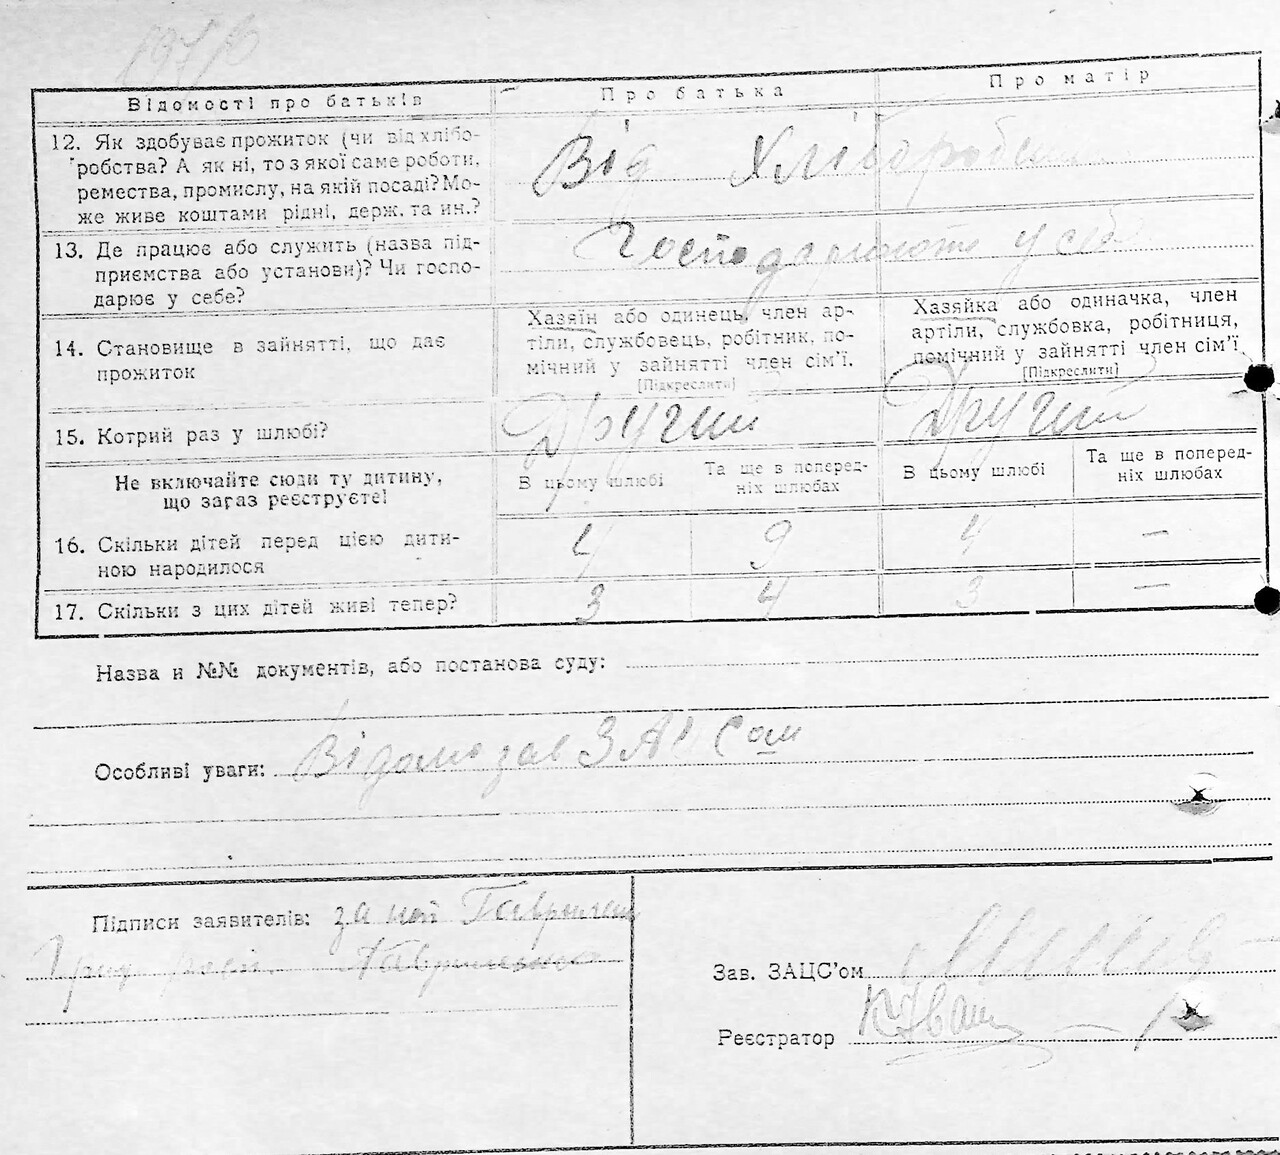 Відомості про батьків
Про батька
Про матір
12. Як здобуває прожиток (чи від хлібо-
робства? А як ні, то з якої саме роботи,
ремества, промислу, на якій посаді? Мо-
же живе коштами рідні, держ. та ин.?
Від Хліборобства
13. Де працює або служить (назва під-
приємства або установи)? Чи госпо-
дарює у себе?
Господарюють у себе
14. Становище в зайнятті, що дає
прожиток
Хазяїн або одинець, член ар-
тіли, службовець, робітник, по-
мічний у зайнятті член сім'ї.
[Підкреслити]
Хазяйка або одиначка, член
артіли, службовка, робітниця,
помічний у зайнятті член сім'ї.
[Підкреслити]
15. Котрий раз у шлюбі?
Другий
Другий
Не включайте сюди ту дитину,
що зараз реєструєте!
В цьому шлюбі
Та ще в поперед-
ніх шлюбах
В цьому шлюбі
Та ще в поперед-
ніх шлюбах
16. Скільки дітей перед цією дити-
ною народилося
4 9 4 —
17. Скільки з цих дітей живі тепер?
3 4 3 —
Назва и №№ документів, або постанова суду:
Особливі уваги:
Підписи заявителів:
Зав. ЗАЦС'ом
Реєстратор